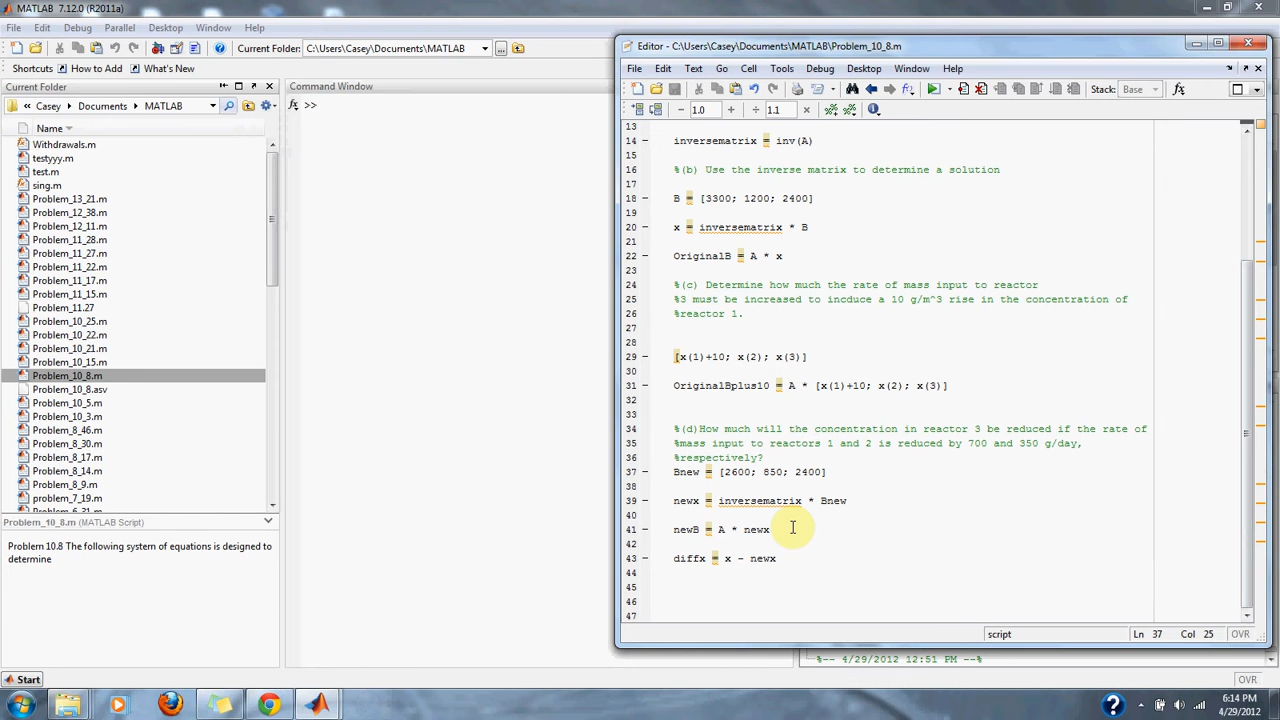 MATLAB 7.12.0 (R2011a)
File Edit Debug Parallel Desktop Window Help
Current Folder: C:\Users\Casey\Documents\MATLAB
Shortcuts How to Add What's New
Current Folder
Casey Documents MATLAB
Name
Withdrawals.m
testyyy.m
test.m
sing.m
Problem_13_21.m
Problem_12_38.m
Problem_12_11.m
Problem_11_28.m
Problem_11_27.m
Problem_11_22.m
Problem_11_17.m
Problem_11_15.m
Problem_11.27
Problem_10_25.m
Problem_10_22.m
Problem_10_21.m
Problem_10_15.m
Problem_10_8.m
Problem_10_8.asv
Problem_10_5.m
Problem_10_3.m
Problem_8_46.m
Problem_8_30.m
Problem_8_17.m
Problem_8_14.m
Problem_8_9.m
problem_7_19.m
Problem_10_8.m (MATLAB Script)
Problem 10.8 The following system of equations is designed to
determine
Command Window
fx >>
Editor - C:\Users\Casey\Documents\MATLAB\Problem_10_8.m
File Edit Text Go Cell Tools Debug Desktop Window Help
Stack: Base fx
− 1.0 + ÷ 1.1 ×
13
14 inversematrix = inv(A)
15
16 %(b) Use the inverse matrix to determine a solution
17
18 B = [3300; 1200; 2400]
19
20 x = inversematrix * B
21
22 OriginalB = A * x
23
24 %(c) Determine how much the rate of mass input to reactor
25 %3 must be increased to incduce a 10 g/m^3 rise in the concentration of
26 %reactor 1.
27
28
29 [x(1)+10; x(2); x(3)]
30
31 OriginalBplus10 = A * [x(1)+10; x(2); x(3)]
32
33
34 %(d)How much will the concentration in reactor 3 be reduced if the rate of
35 %mass input to reactors 1 and 2 is reduced by 700 and 350 g/day,
36 %respectively?
37 Bnew = [2600; 850; 2400]
38
39 newx = inversematrix * Bnew
40
41 newB = A * newx
42
43 diffx = x - newx
44
45
46
47
script Ln 37 Col 25 OVR
%-- 4/29/2012 12:51 PM --%
Start
OVR
6:14 PM
4/29/2012